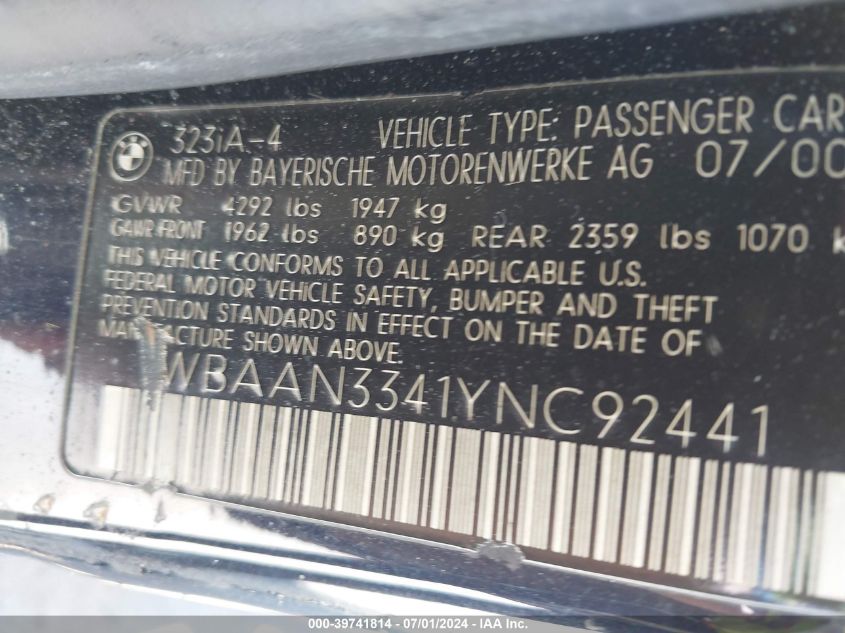 BMW
323iA-4 VEHICLE TYPE: PASSENGER CAR
MFD BY BAYERISCHE MOTORENWERKE AG 07/00
GVWR 4292 lbs 1947 kg
GAWR FRONT 1962 lbs 890 kg REAR 2359 lbs 1070 k
THIS VEHICLE CONFORMS TO ALL APPLICABLE U.S.
FEDERAL MOTOR VEHICLE SAFETY, BUMPER AND THEFT
PREVENTION STANDARDS IN EFFECT ON THE DATE OF
MANUFACTURE SHOWN ABOVE.
WBAAN3341YNC92441
000-39741814 - 07/01/2024 - IAAI.com